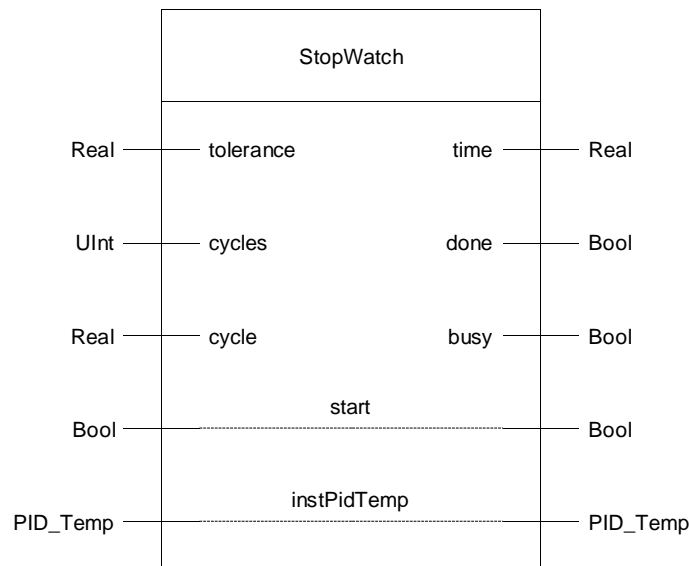 StopWatch
Real tolerance time Real
UInt cycles done Bool
Real cycle busy Bool
start
Bool Bool
instPidTemp
PID_Temp PID_Temp